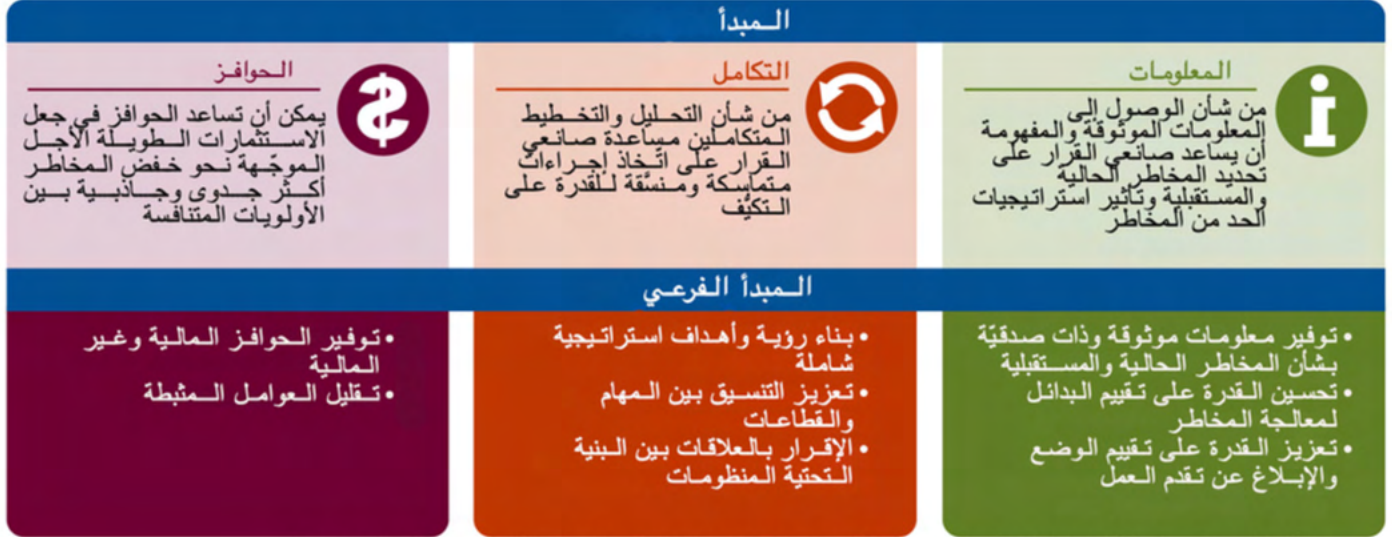 المبدأ
المعلومات
من شأن الوصول إلى
المعلومات الموثوقة والمفهومة
أن يساعد صانعي القرار على
تحديد المخاطر الحالية
والمستقبلية وتأثير استراتيجيات
الحد من المخاطر
التكامل
من شأن التحليل والتخطيط
المتكاملين مساعدة صانعي
القرار على اتّخاذ إجراءات
متماسكة ومنسَّقة للقدرة على
التكيُّف
الحوافز
يمكن أن تساعد الحوافز في جعل
الاستثمارات الطويلة الأجل
الموجّهة نحو خفض المخاطر
أكثر جدوى وجاذبية بين
الأولويات المتنافسة
المبدأ الفرعي
• توفير معلومات موثوقة وذات صدقيّة
بشأن المخاطر الحالية والمستقبلية
• تحسين القدرة على تقييم البدائل
لمعالجة المخاطر
• تعزيز القدرة على تقييم الوضع
والإبلاغ عن تقدم العمل
• بناء رؤية وأهداف استراتيجية
شاملة
• تعزيز التنسيق بين المهام
والقطاعات
• الإقرار بالعلاقات بين البنية
التحتية المنظومات
• توفير الحوافز المالية وغير
المالية
• تقليل العوامل المثبطة